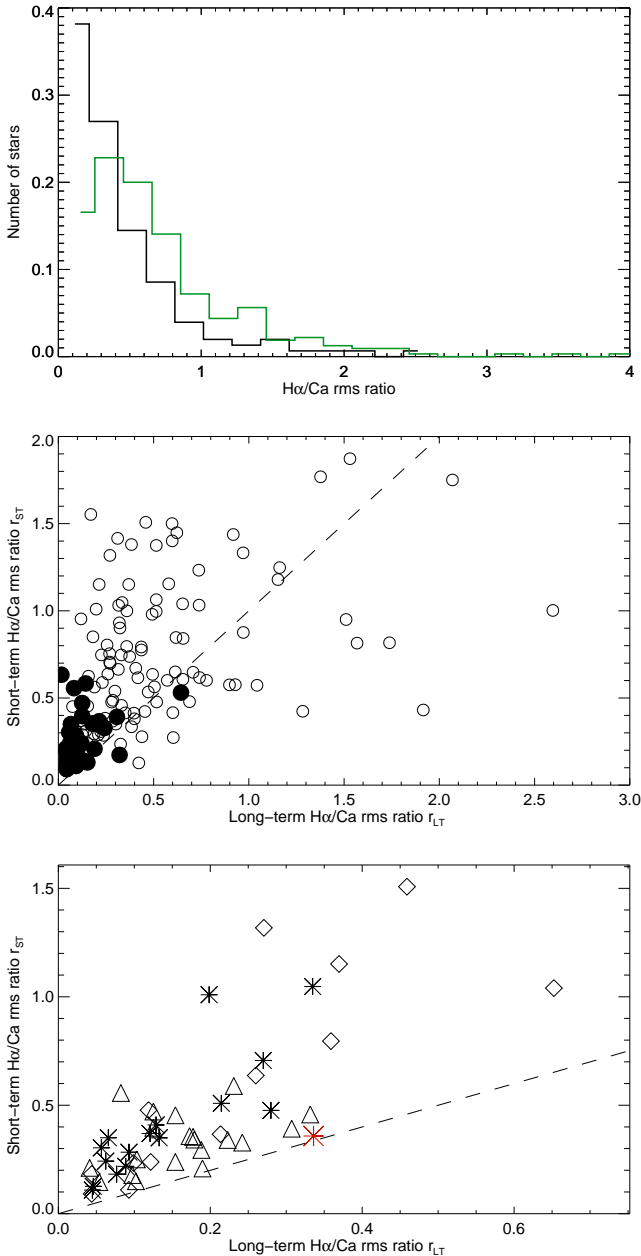 0.4
0.3
0.2
0.1
0.0
Number of stars
0 1 2 3 4
Hα/Ca rms ratio
2.0
1.5
1.0
0.5
0.0
Short−term Hα/Ca rms ratio r_ST
0.0 0.5 1.0 1.5 2.0 2.5 3.0
Long−term Hα/Ca rms ratio r_LT
1.5
1.0
0.5
0.0
Short−term Hα/Ca rms ratio r_ST
0.0 0.2 0.4 0.6
Long−term Hα/Ca rms ratio r_LT